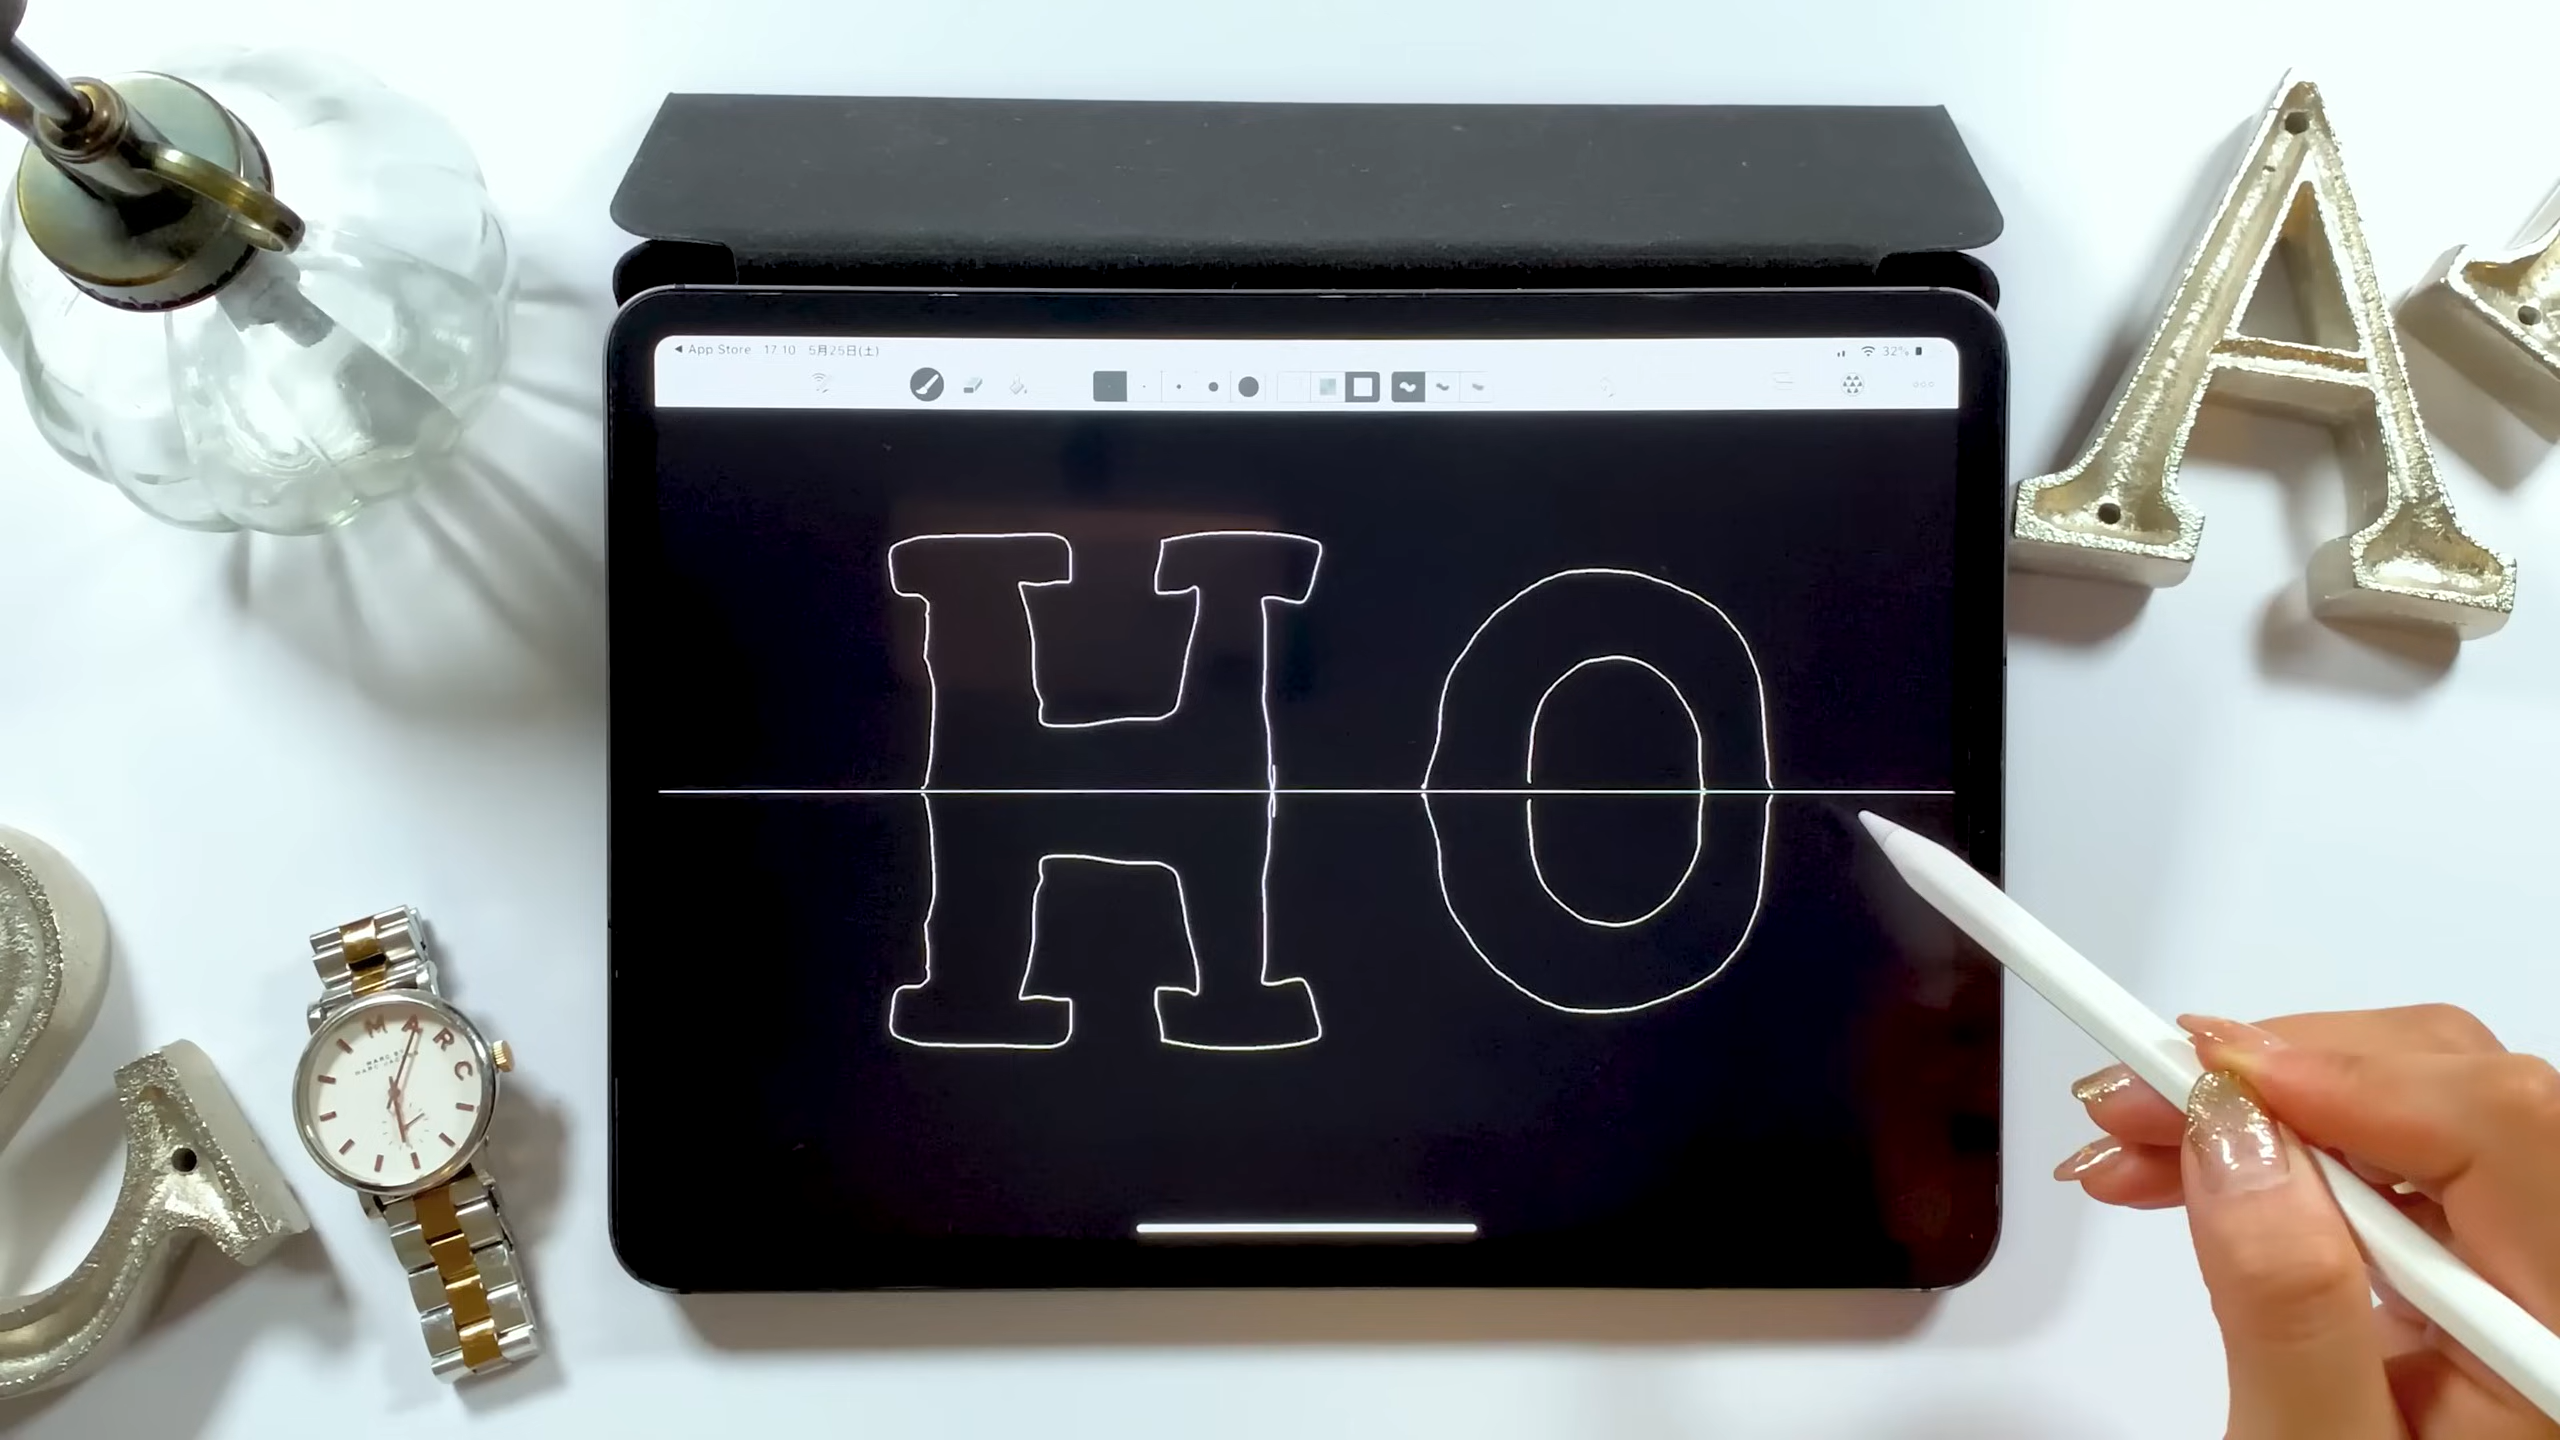 ◀ App Store 17:10 5月25日(土)
32%
HO
A
MARC
MARC BY
MARC JACOBS